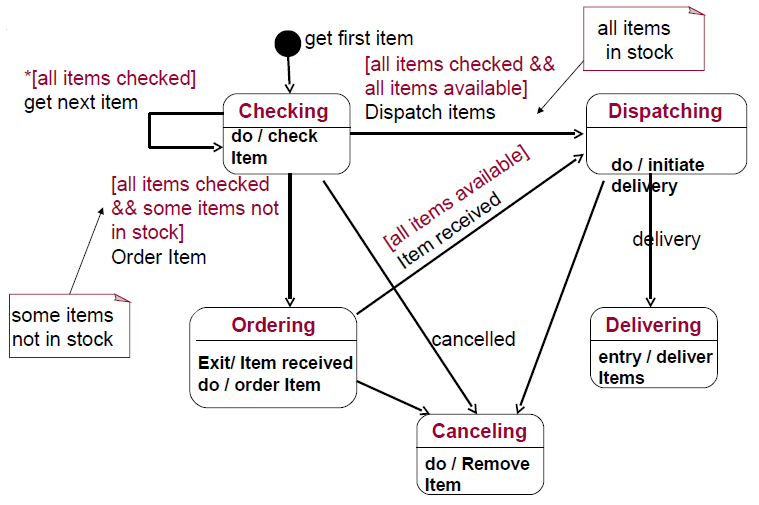 get first item
all items
in stock
*[all items checked]
get next item
[all items checked &&
all items available]
Dispatch items
Checking
do / check
Item
Dispatching
do / initiate
delivery
[all items checked
&& some items not
in stock]
Order Item
[all items available]
Item received
delivery
some items
not in stock
Ordering
Exit/ Item received
do / order Item
cancelled
Delivering
entry / deliver
Items
Canceling
do / Remove
Item